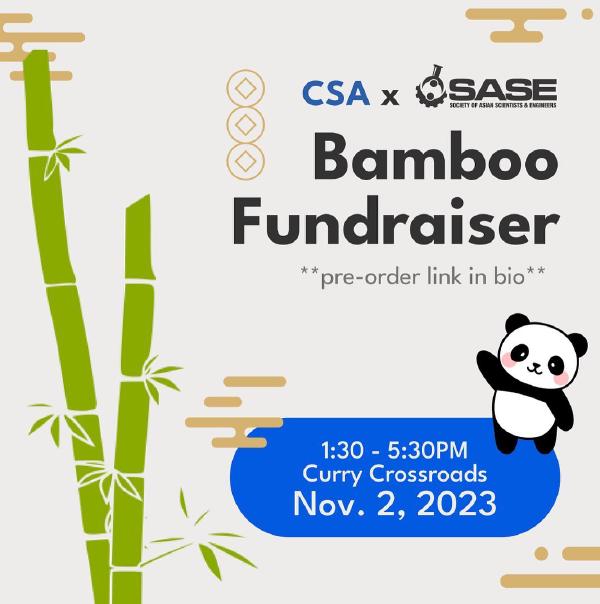 CSA x SASE
SOCIETY OF ASIAN SCIENTISTS & ENGINEERS
Bamboo
Fundraiser
**pre-order link in bio**
1:30 - 5:30PM
Curry Crossroads
Nov. 2, 2023